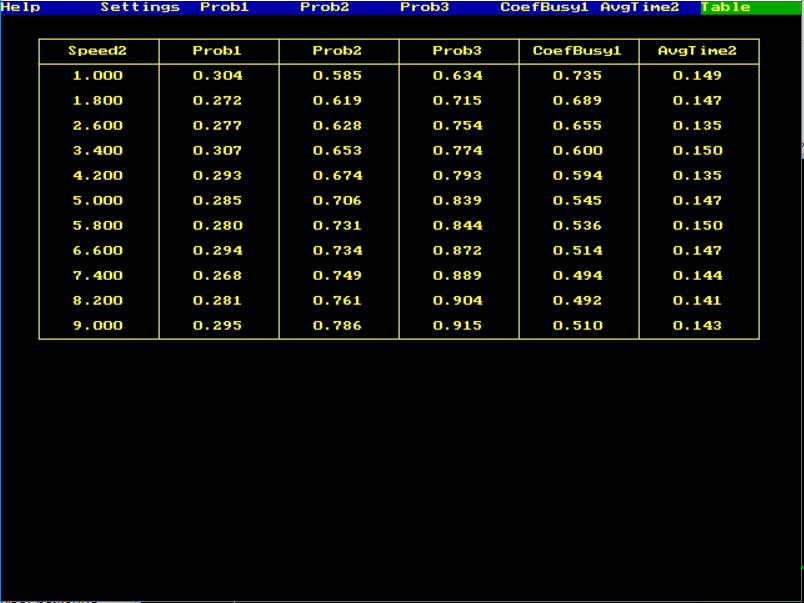 Help Settings Prob1 Prob2 Prob3 CoefBusy1 AvgTime2 Table
Speed2 Prob1 Prob2 Prob3 CoefBusy1 AvgTime2
1.000 0.304 0.585 0.634 0.735 0.149
1.800 0.272 0.619 0.715 0.689 0.147
2.600 0.277 0.628 0.754 0.655 0.135
3.400 0.307 0.653 0.774 0.600 0.150
4.200 0.293 0.674 0.793 0.594 0.135
5.000 0.285 0.706 0.839 0.545 0.147
5.800 0.280 0.731 0.844 0.536 0.150
6.600 0.294 0.734 0.872 0.514 0.147
7.400 0.268 0.749 0.889 0.494 0.144
8.200 0.281 0.761 0.904 0.492 0.141
9.000 0.295 0.786 0.915 0.510 0.143